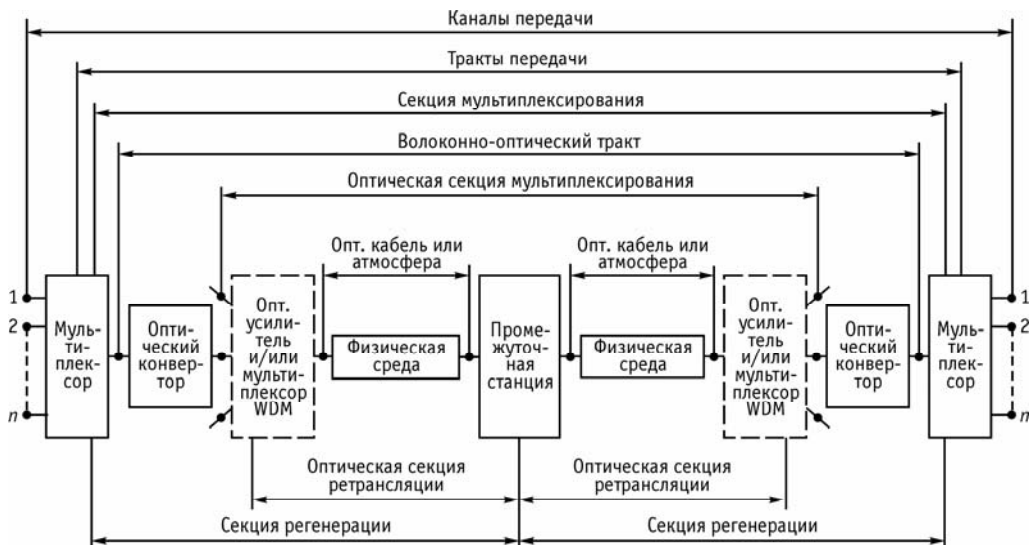 Каналы передачи
Тракты передачи
Секция мультиплексирования
Волоконно-оптический тракт
Оптическая секция мультиплексирования
Опт. кабель или
атмосфера
Опт. кабель или
атмосфера
1
2
n
Муль-
ти-
плек-
сор
Опти-
ческий
конвер-
тор
Опт.
усили-
тель
и/или
мульти-
плексор
WDM
Физическая
среда
Проме-
жуточ-
ная
станция
Физическая
среда
Опт.
усили-
тель
и/или
мульти-
плексор
WDM
Опти-
ческий
конвер-
тор
Муль-
ти-
плек-
сор
1
2
n
Оптическая секция
ретрансляции
Оптическая секция
ретрансляции
Секция регенерации
Секция регенерации